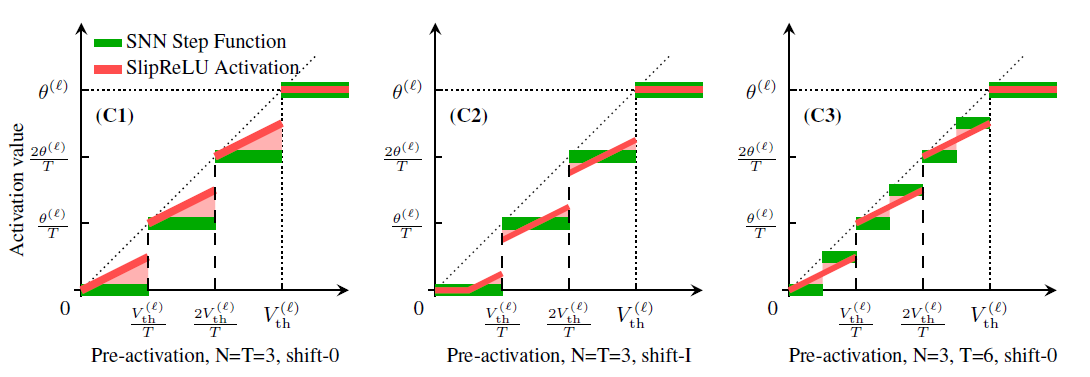 SNN Step Function
SlipReLU Activation
Activation value
θ^(ℓ)
(C1)
2θ^(ℓ)/T
θ^(ℓ)/T
0
V_th^(ℓ)/T
2V_th^(ℓ)/T
V_th^(ℓ)
Pre-activation, N=T=3, shift-0
θ^(ℓ)
(C2)
2θ^(ℓ)/T
θ^(ℓ)/T
0
V_th^(ℓ)/T
2V_th^(ℓ)/T
V_th^(ℓ)
Pre-activation, N=T=3, shift-I
θ^(ℓ)
(C3)
2θ^(ℓ)/T
θ^(ℓ)/T
0
V_th^(ℓ)/T
2V_th^(ℓ)/T
V_th^(ℓ)
Pre-activation, N=3, T=6, shift-0